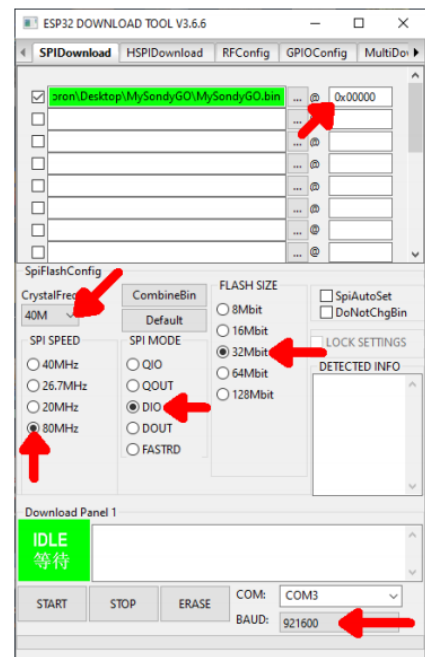 ESP32 DOWNLOAD TOOL V3.6.6
SPIDownload HSPIDownload RFConfig GPIOConfig MultiDo
oron\Desktop\MySondyGO\MySondyGO.bin ... @ 0x00000
... @
... @
... @
... @
... @
... @
... @
SpiFlashConfig
CrystalFreq
40M
CombineBin
Default
SPI SPEED
40MHz
26.7MHz
20MHz
80MHz
SPI MODE
QIO
QOUT
DIO
DOUT
FASTRD
FLASH SIZE
8Mbit
16Mbit
32Mbit
64Mbit
128Mbit
SpiAutoSet
DoNotChgBin
LOCK SETTINGS
DETECTED INFO
Download Panel 1
IDLE
等待
START STOP ERASE
COM: COM3
BAUD: 921600